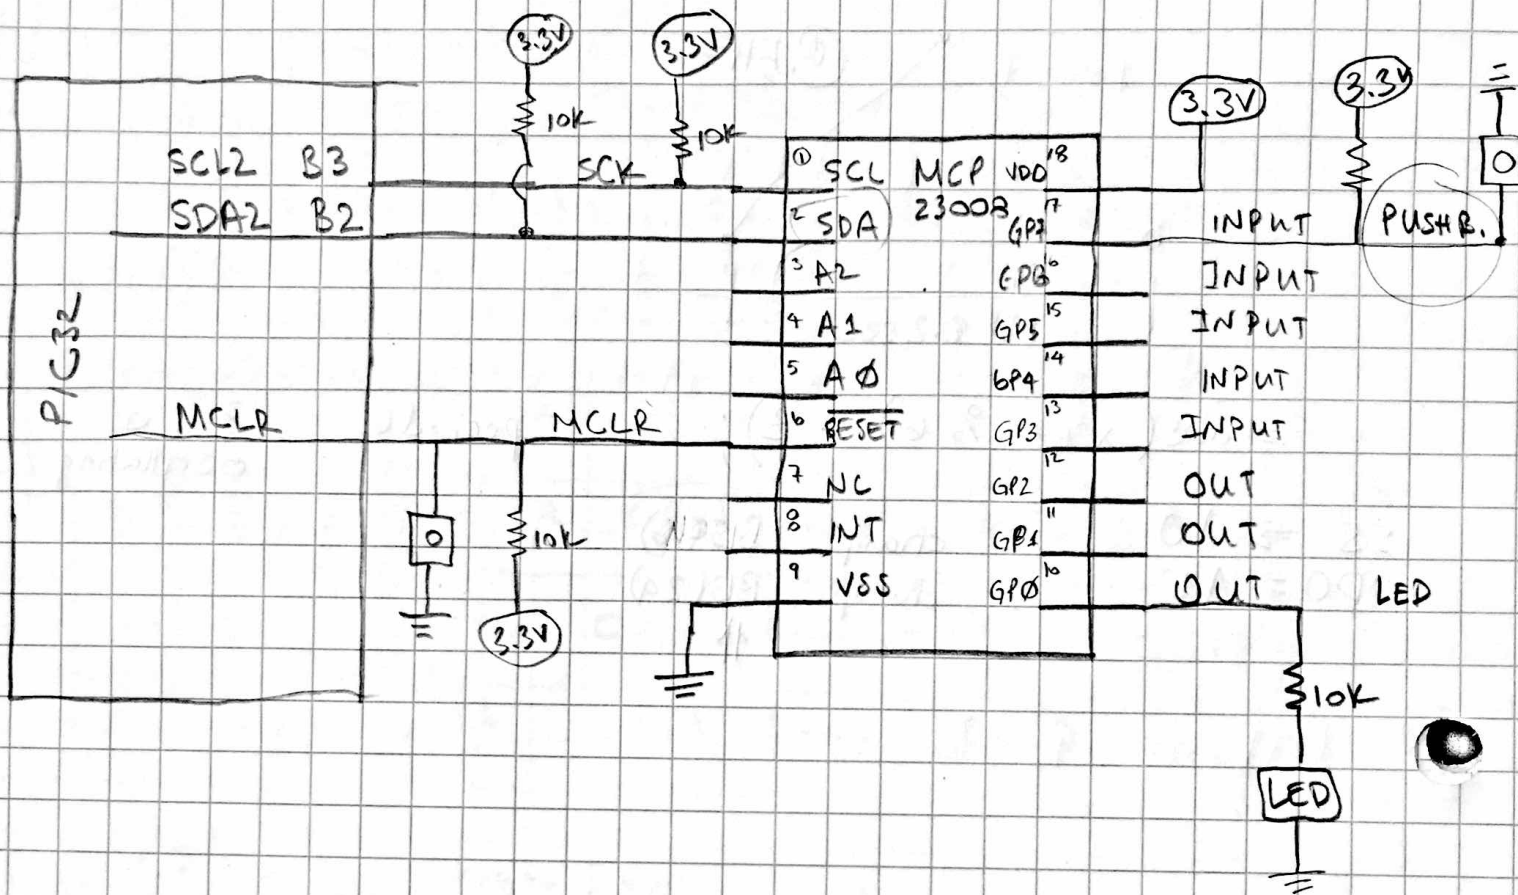 3.3V
3.3V
10K
10K
3.3V
3.3V
SCL2 B3
SCK
SDA2 B2
PIC32
MCLR
MCLR
10K
3.3V
MCP
23008
1 SCL
2 SDA
3 A2
4 A1
5 AØ
6 RESET
7 NC
8 INT
9 VSS
VDD 18
GP7 17 INPUT PUSHB.
GP6 16 INPUT
GP5 15 INPUT
GP4 14 INPUT
GP3 13 INPUT
GP2 12 OUT
GP1 11 OUT
GPØ 10 OUT LED
10K
LED